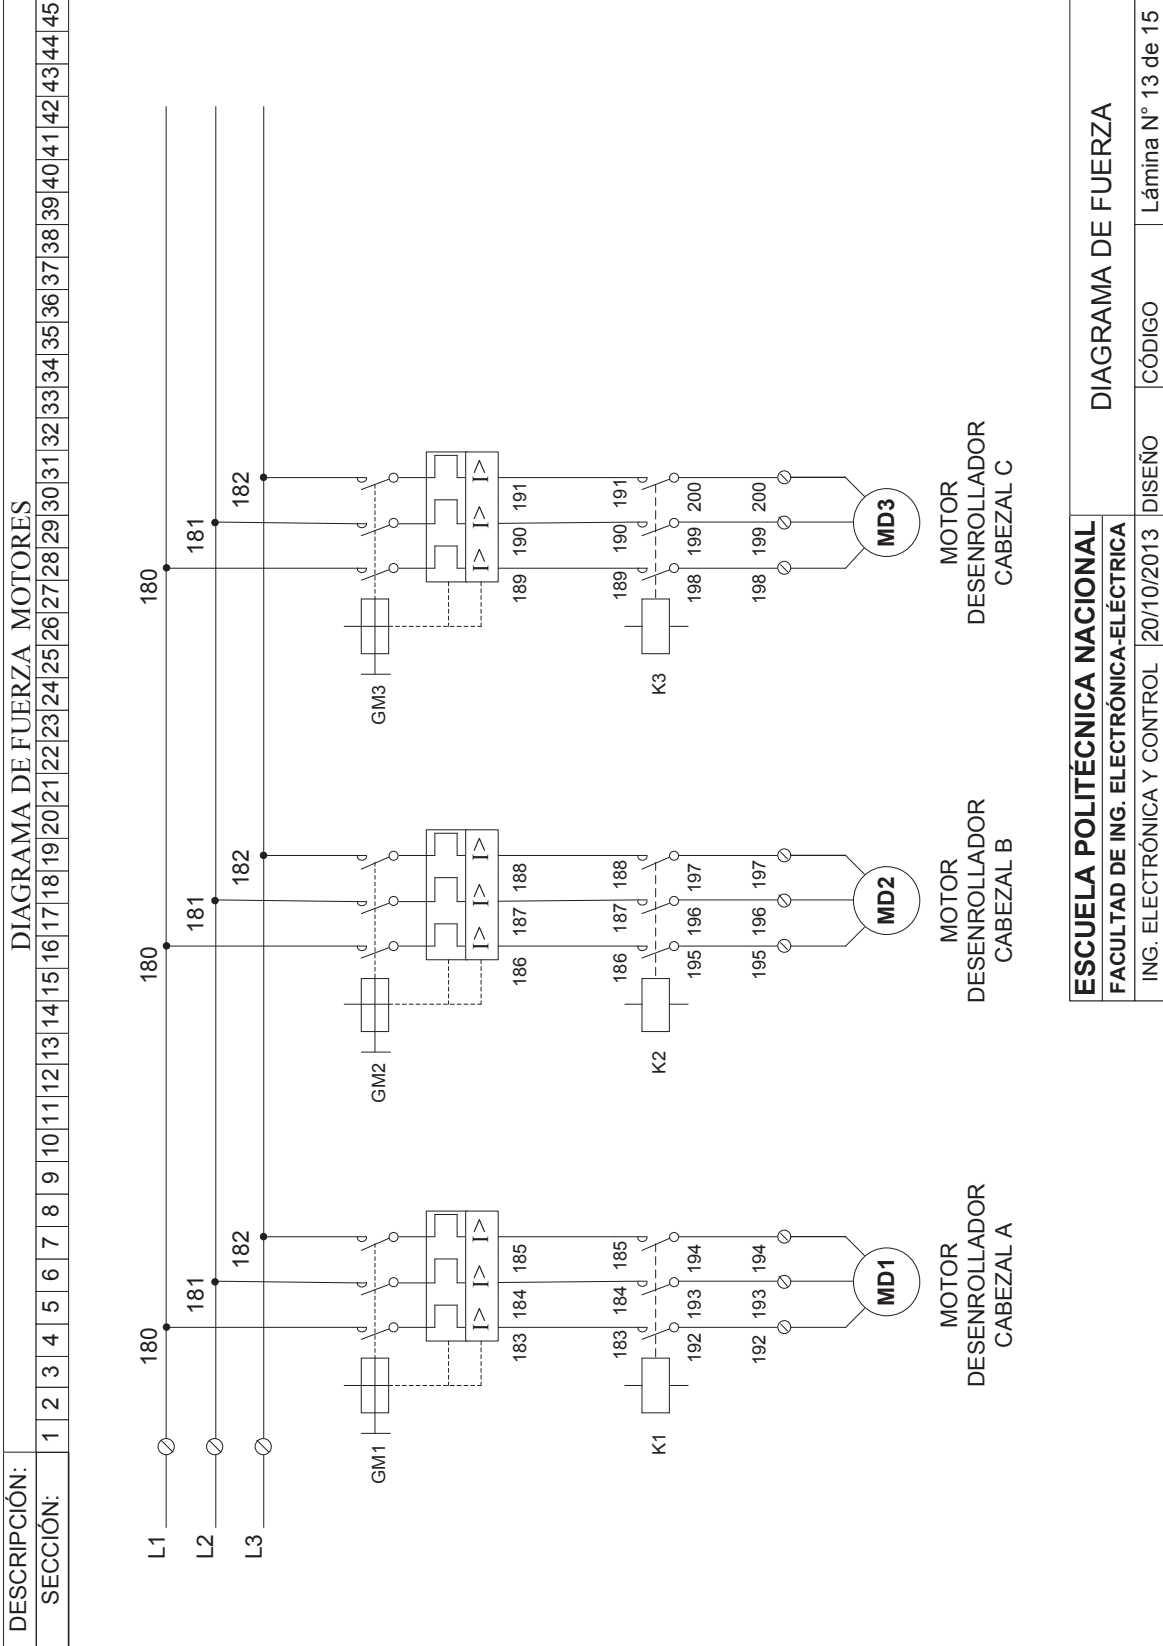 DESCRIPCIÓN: DIAGRAMA DE FUERZA MOTORES
SECCIÓN: 1 2 3 4 5 6 7 8 9 10 11 12 13 14 15 16 17 18 19 20 21 22 23 24 25 26 27 28 29 30 31 32 33 34 35 36 37 38 39 40 41 42 43 44 45
L1
L2
L3
180 181 182
180 181 182
180 181 182
GM1
GM2
GM3
I> I> I>
I> I> I>
I> I> I>
183 184 185
186 187 188
189 190 191
183 184 185
186 187 188
189 190 191
K1
K2
K3
192 193 194
195 196 197
198 199 200
192 193 194
195 196 197
198 199 200
MD1
MD2
MD3
MOTOR
DESENROLLADOR
CABEZAL A
MOTOR
DESENROLLADOR
CABEZAL B
MOTOR
DESENROLLADOR
CABEZAL C
ESCUELA POLITÉCNICA NACIONAL
FACULTAD DE ING. ELECTRÓNICA-ELÉCTRICA
DIAGRAMA DE FUERZA
ING. ELECTRÓNICA Y CONTROL 20/10/2013 DISEÑO CÓDIGO Lámina N° 13 de 15